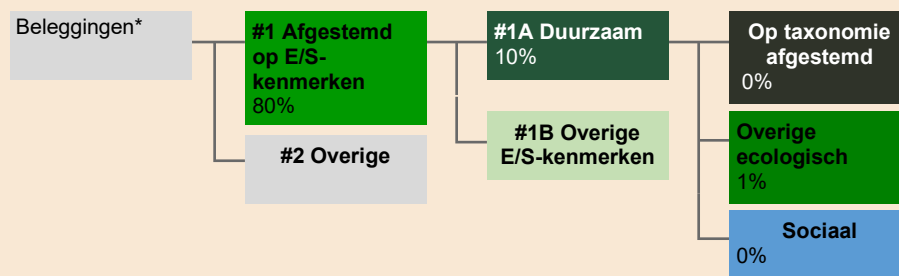 Beleggingen*
#1 Afgestemd
op E/S-
kenmerken
80%
#2 Overige
#1A Duurzaam
10%
#1B Overige
E/S-kenmerken
Op taxonomie
afgestemd
0%
Overige
ecologisch
1%
Sociaal
0%